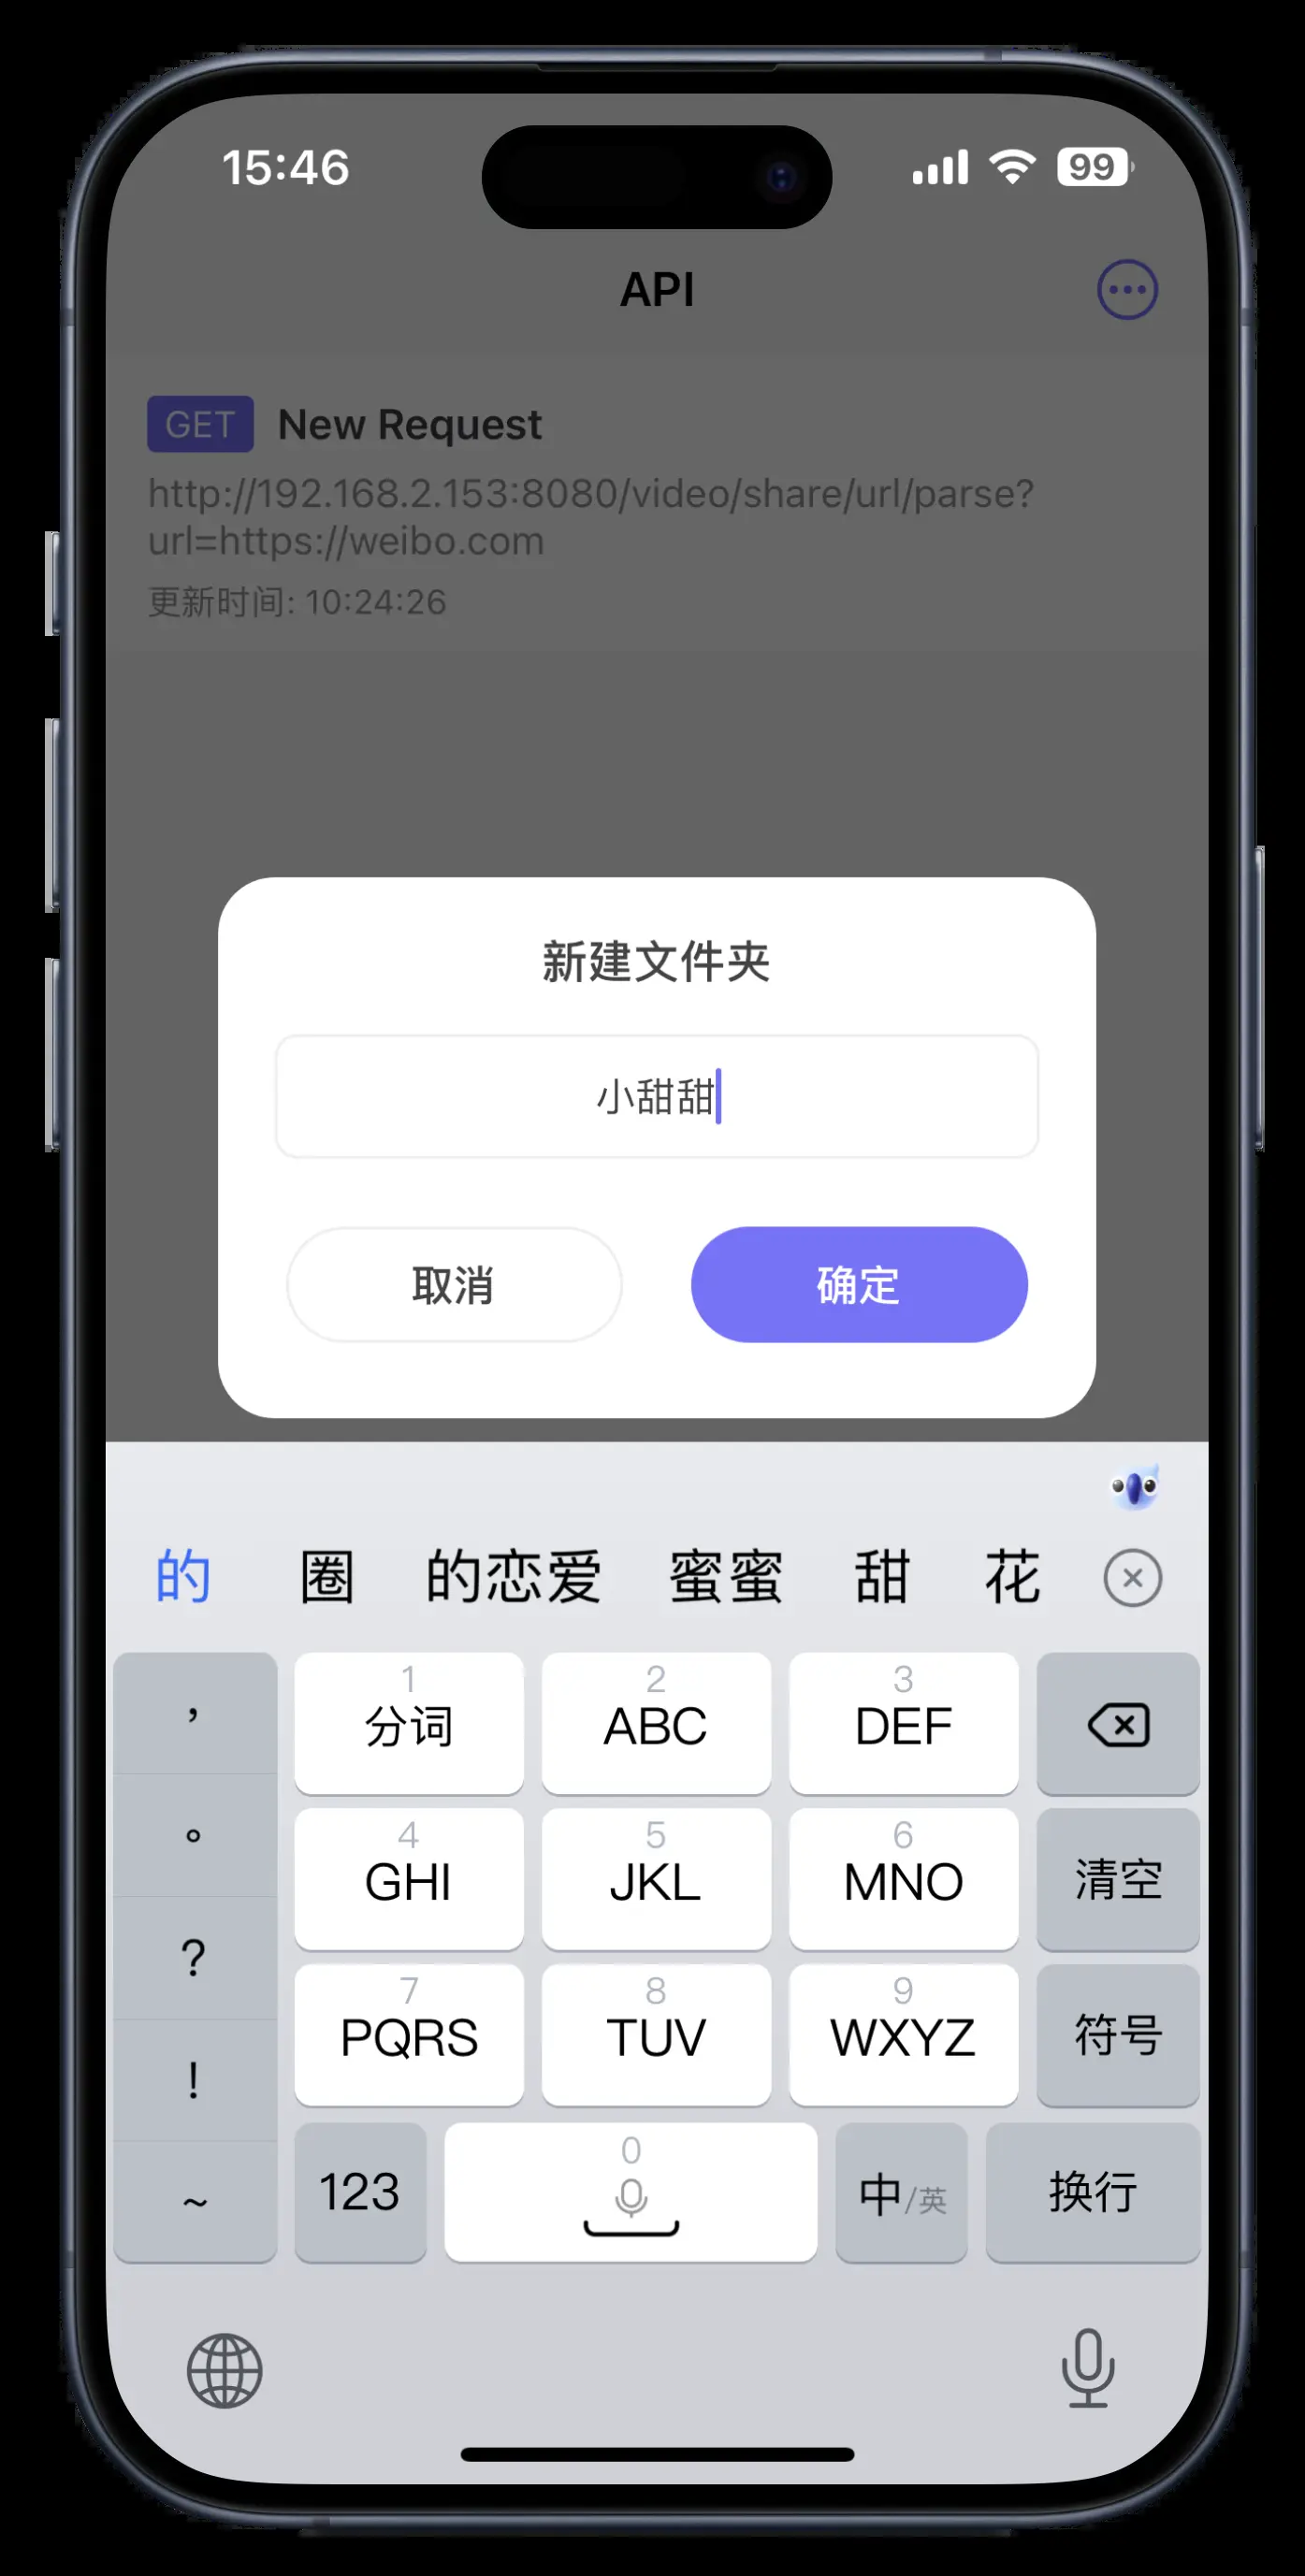 15:46
99
API
GET New Request
http://192.168.2.153:8080/video/share/url/parse?
url=https://weibo.com
更新时间: 10:24:26
新建文件夹
小甜甜
取消 确定
的 圈 的恋爱 蜜蜜 甜 花
， 1 分词 2 ABC 3 DEF
。 4 GHI 5 JKL 6 MNO 清空
? 7 PQRS 8 TUV 9 WXYZ 符号
!
~ 123 0 中/英 换行